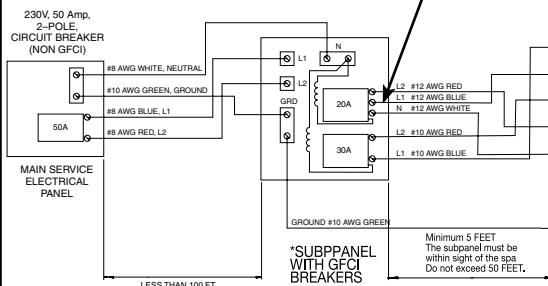 230V, 50 Amp,
2–POLE,
CIRCUIT BREAKER
(NON GFCI)
#8 AWG WHITE, NEUTRAL
#10 AWG GREEN, GROUND
#8 AWG BLUE, L1
#8 AWG RED, L2
50A
MAIN SERVICE
ELECTRICAL
PANEL
N
L1
L2
GRD
20A
30A
L2 #12 AWG RED
L1 #12 AWG BLUE
N #12 AWG WHITE
L2 #10 AWG RED
L1 #10 AWG BLUE
GROUND #10 AWG GREEN
*SUBPPANEL
WITH GFCI
BREAKERS
Minimum 5 FEET
The subpanel must be
within sight of the spa
Do not exceed 50 FEET.
LESS THAN 100 FT